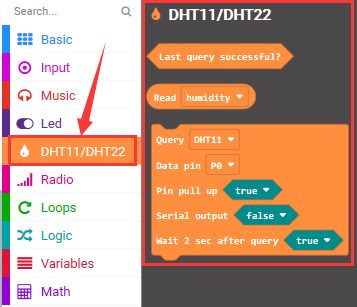 Search...
Basic
Input
Music
Led
DHT11/DHT22
Radio
Loops
Logic
Variables
Math
DHT11/DHT22
Last query successful?
Read humidity
Query DHT11
Data pin P0
Pin pull up true
Serial output false
Wait 2 sec after query true